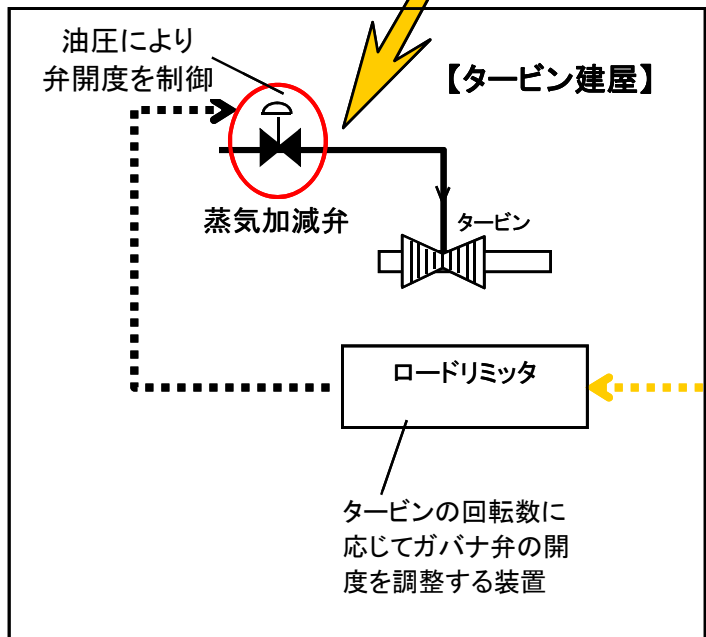 油圧により
弁開度を制御
【タービン建屋】
蒸気加減弁
タービン
ロードリミッタ
タービンの回転数に
応じてガバナ弁の開
度を調整する装置